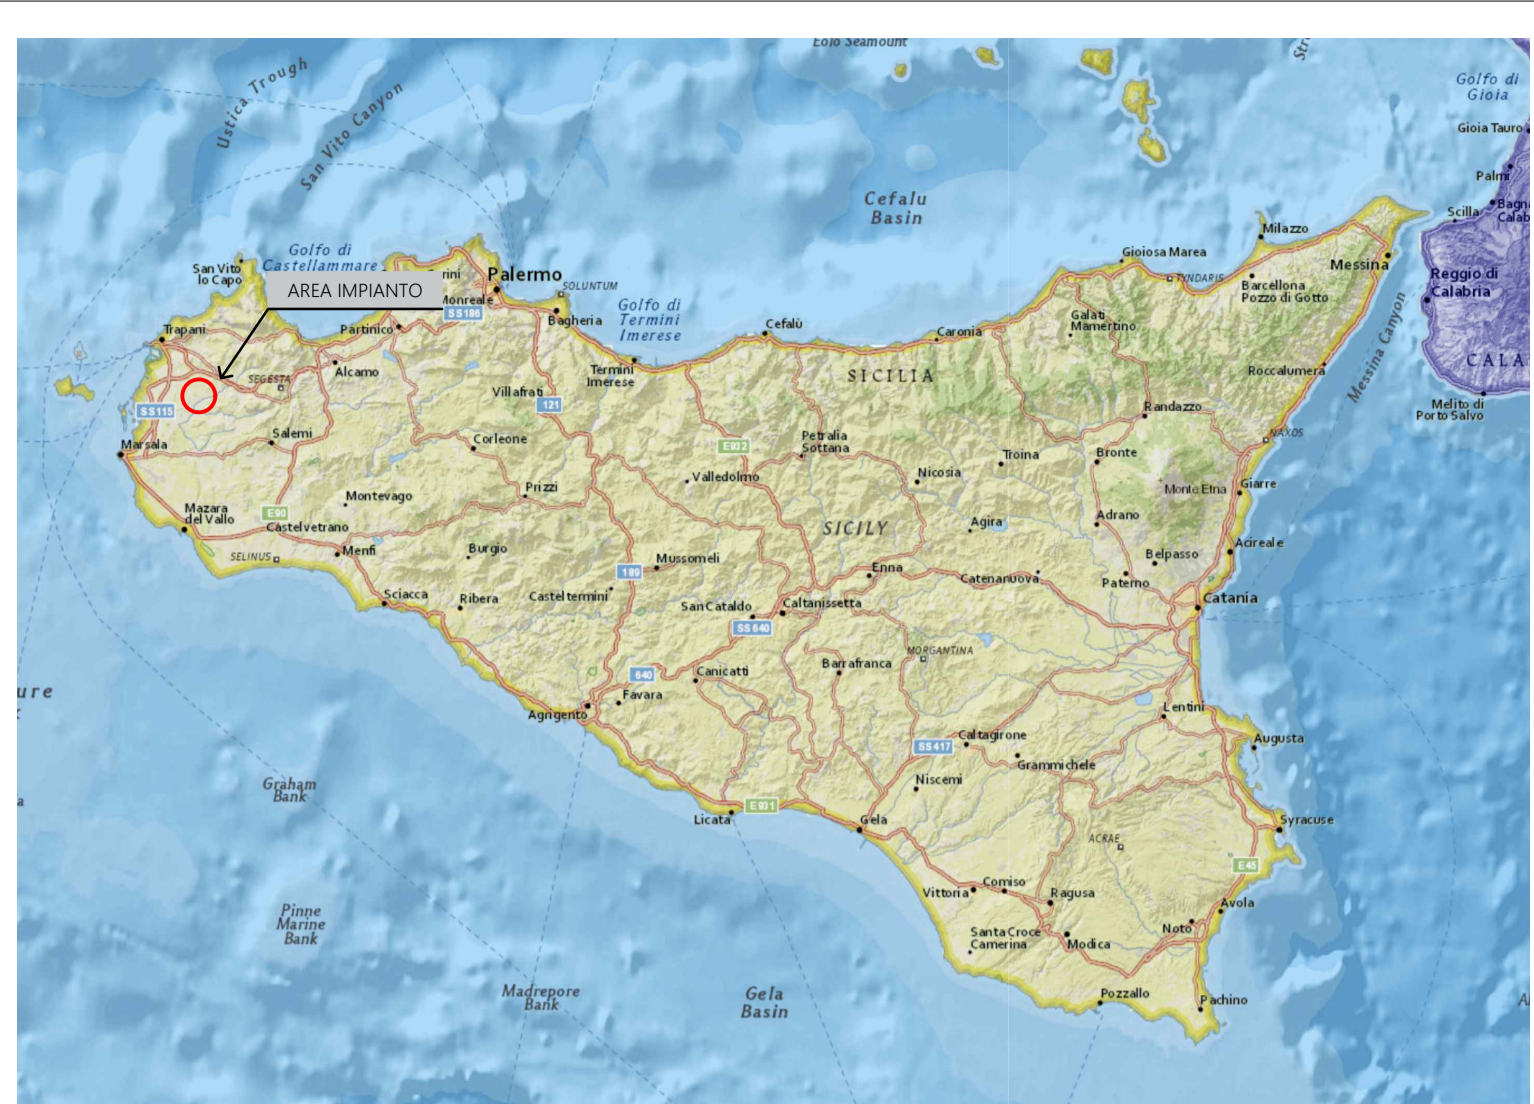 Eolo Seamount
Ustica Trough
San Vito Canyon
Golfo di
Gioia
Gioia Tauro
Palmi
Cefalu
Basin
Scilla
Milazzo
Golfo di
Castellammare
San Vito
lo Capo
Gioiosa Marea
Messina
AREA IMPIANTO
Palermo
SOLUNTUM
TYNDARIS
Barcellona
Pozzo di Gotto
Reggio di
Calabria
Monreale
SS186
Golfo di
Termini
Imerese
Bagheria
Trapani
Partinico
Cefalù
Caronia
Galati
Mamertino
Messina Canyon
Alcamo
SEGESTA
Termini
Imerese
Villafrati
121
SICILIA
Roccalumera
SS115
Randazzo
Melito di
Porto Salvo
Marsala
Salemi
Corleone
E932
Petralia
Sottana
NAXOS
Troina
Bronte
Nicosia
Valledolmo
Monte Etna
Giarre
Montevago
Prizzi
Mazara
del Vallo
E90
Castelvetrano
SICILY
Agira
Adrano
SELINUS
Menfi
Burgio
Mussomeli
Belpasso
Acireale
189
Enna
Catenanuova
Paterno
Sciacca
Ribera
Casteltermini
San Cataldo
Caltanissetta
Catania
SS640
MORGANTINA
Barrafranca
640
Canicatti
Favara
Agrigento
Lentini
SS417
Caltagirone
Augusta
Grammichele
Graham
Bank
Niscemi
E931
Licata
Gela
Syracuse
ACRAE
E45
Vittoria
Comiso
Ragusa
Avola
Pinne
Marine
Bank
Santa Croce
Camerina
Modica
Noto
Madrepore
Bank
Gela
Basin
Pozzallo
Pachino